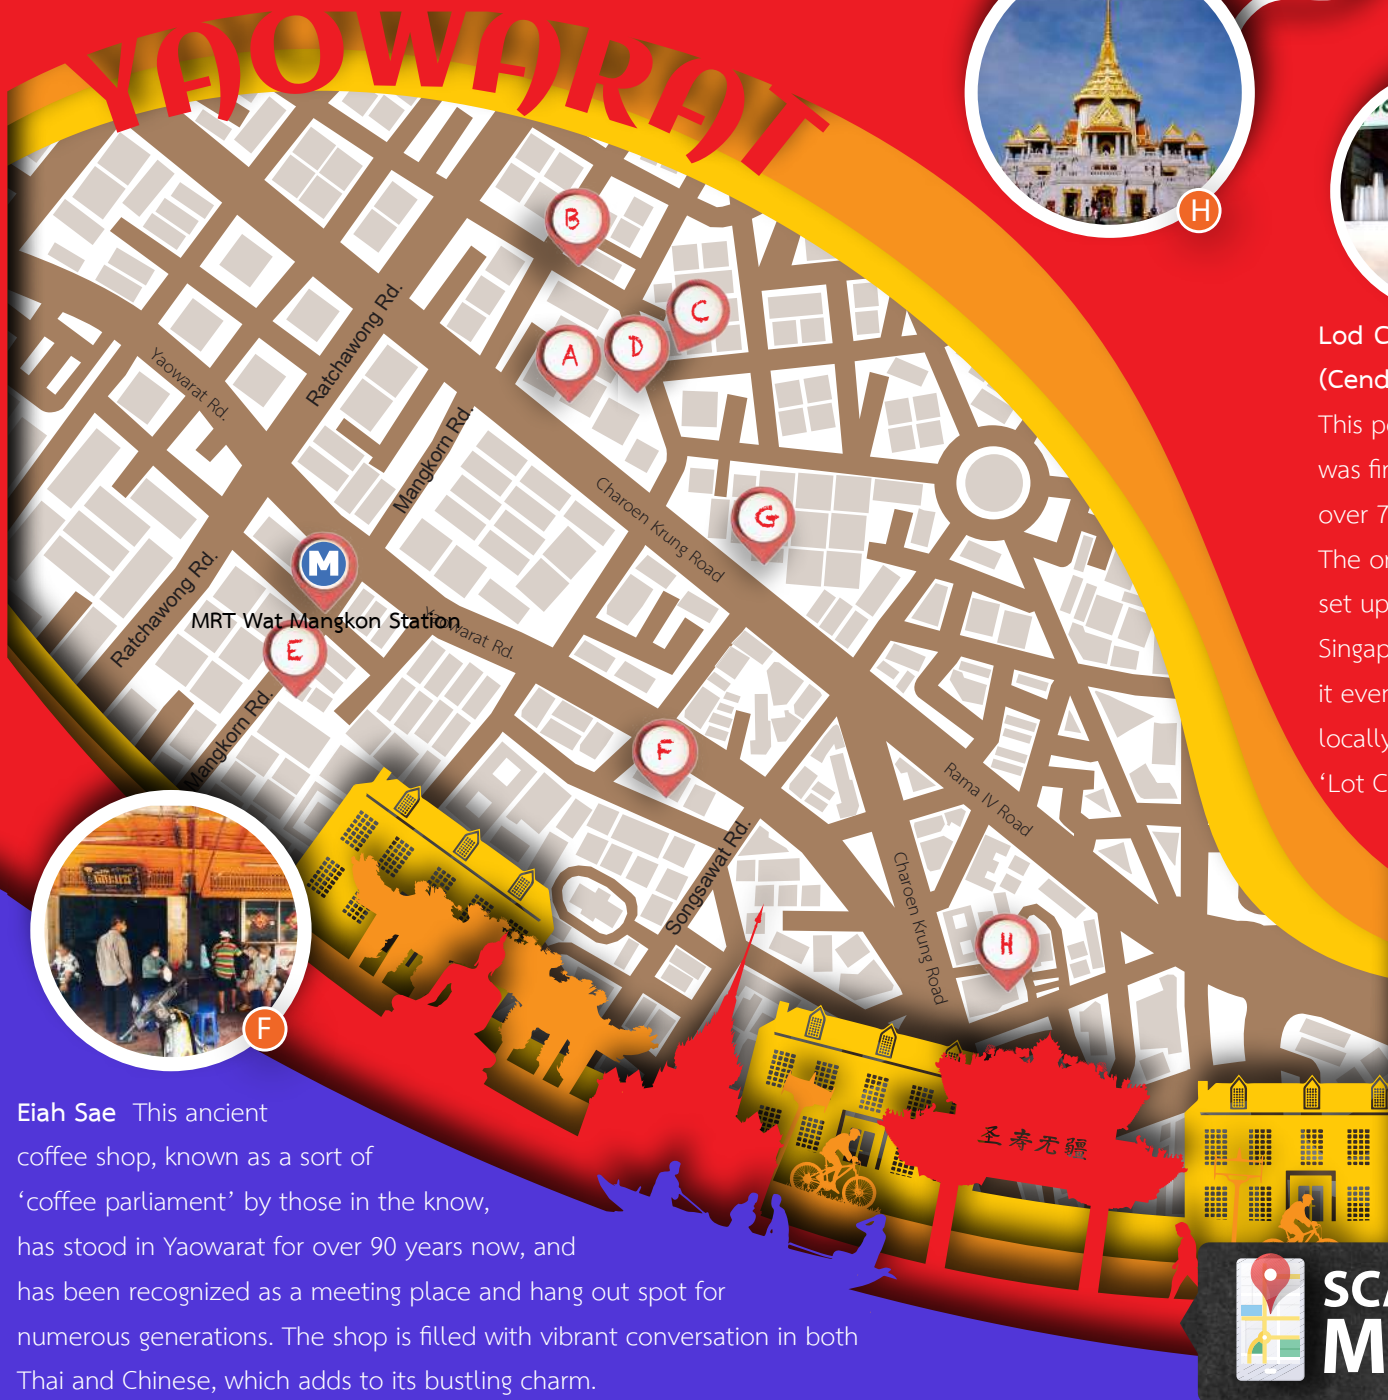 YAOWARAT
H
B
C
A
D
G
Ratchawong Rd.
Yaowarat Rd.
Mangkorn Rd.
Charoen Krung Road
M
Ratchawong Rd.
MRT Wat Mangkon Station
Yaowarat Rd.
E
Mangkorn Rd.
F
Songsawat Rd.
Rama IV Road
Charoen Krung Road
H
Lod C
(Cend
This p
was fir
over 7
The or
set up
Singap
it ever
locally
‘Lot C
F
Eiah Sae This ancient
coffee shop, known as a sort of
‘coffee parliament’ by those in the know,
has stood in Yaowarat for over 90 years now, and
has been recognized as a meeting place and hang out spot for
numerous generations. The shop is filled with vibrant conversation in both
Thai and Chinese, which adds to its bustling charm.
圣寿无疆
SCA
M